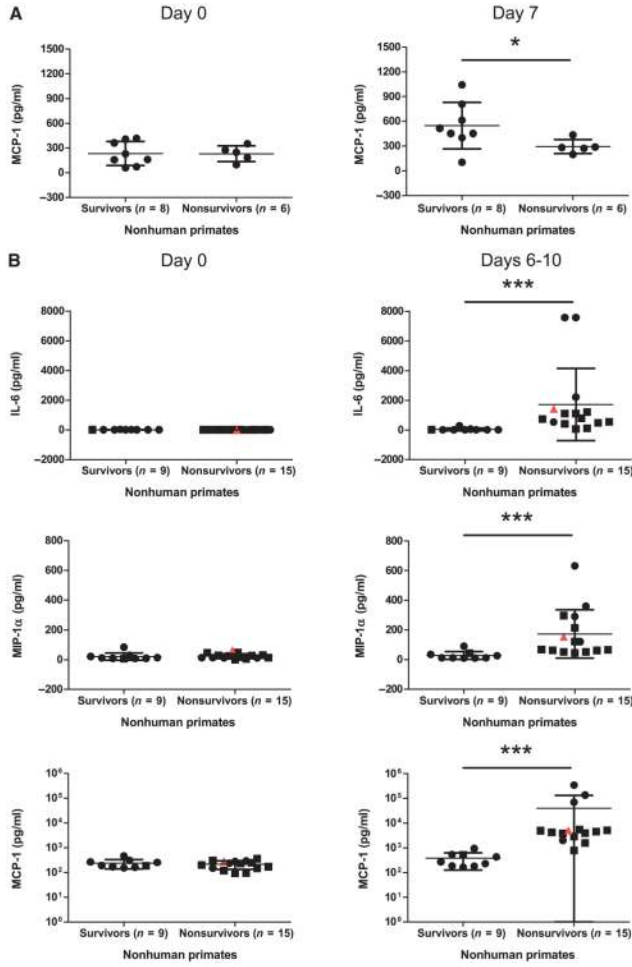 A
Day 0
Day 7
MCP-1 (pg/ml)
1500
1200
900
600
300
0
–300
Survivors (n = 8) Nonsurvivors (n = 6)
Nonhuman primates
*
MCP-1 (pg/ml)
1500
1200
900
600
300
0
–300
Survivors (n = 8) Nonsurvivors (n = 6)
Nonhuman primates
B
Day 0
Days 6-10
IL-6 (pg/ml)
8000
6000
4000
2000
0
–2000
Survivors (n = 9) Nonsurvivors (n = 15)
Nonhuman primates
***
IL-6 (pg/ml)
8000
6000
4000
2000
0
–2000
Survivors (n = 9) Nonsurvivors (n = 15)
Nonhuman primates
MIP-1α (pg/ml)
800
600
400
200
0
–200
Survivors (n = 9) Nonsurvivors (n = 15)
Nonhuman primates
***
MIP-1α (pg/ml)
800
600
400
200
0
–200
Survivors (n = 9) Nonsurvivors (n = 15)
Nonhuman primates
MCP-1 (pg/ml)
10⁶
10⁵
10⁴
10³
10²
10¹
10⁰
Survivors (n = 9) Nonsurvivors (n = 15)
Nonhuman primates
***
MCP-1 (pg/ml)
10⁶
10⁵
10⁴
10³
10²
10¹
10⁰
Survivors (n = 9) Nonsurvivors (n = 15)
Nonhuman primates